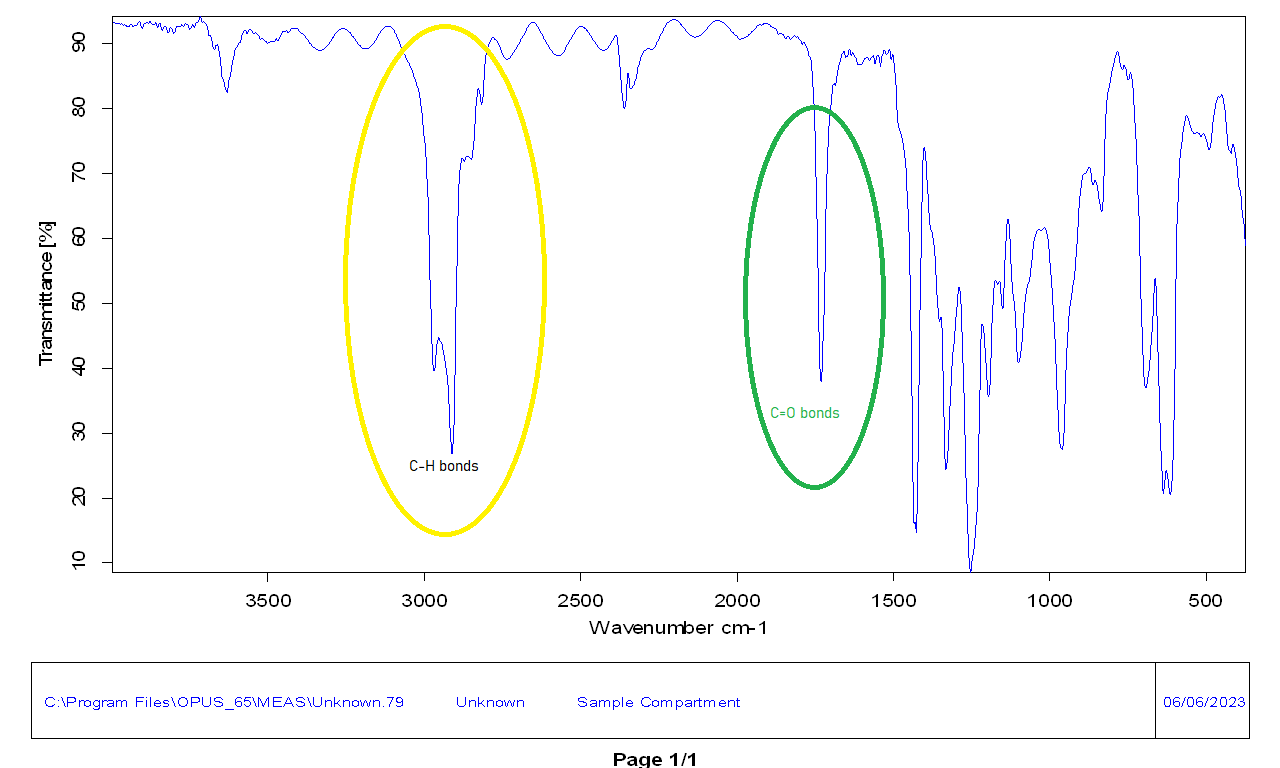 90
80
70
60
50
40
30
20
10
Transmittance [%]
C-H bonds
C=O bonds
3500 3000 2500 2000 1500 1000 500
Wavenumber cm-1
C:\Program Files\OPUS_65\MEAS\Unknown.79 Unknown Sample Compartment 06/06/2023
Page 1/1